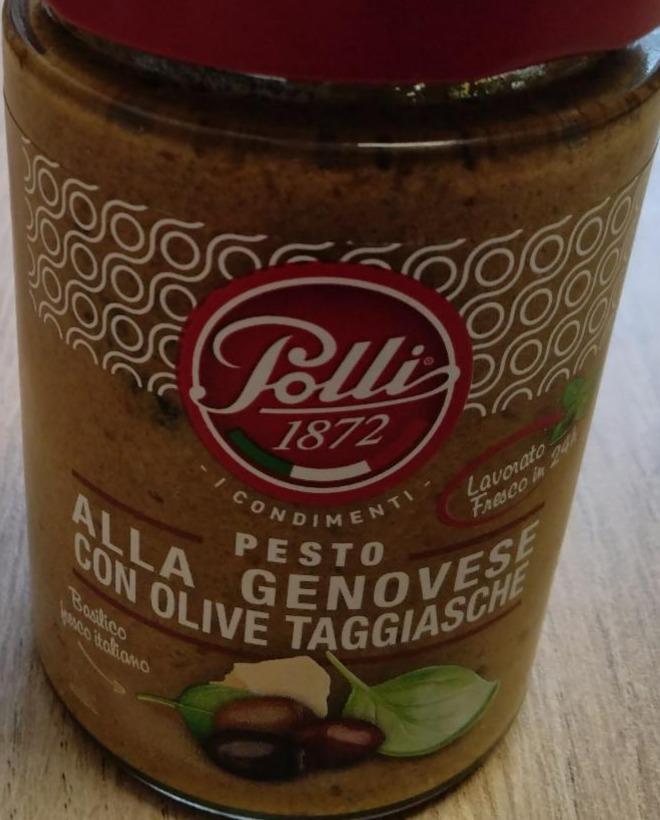 Polli®
1872
- I CONDIMENTI -
Lavorato
Fresco in 24h
PESTO
ALLA GENOVESE
CON OLIVE TAGGIASCHE
Basilico
fresco italiano